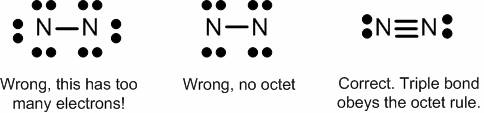 N—N
N—N
N≡N
Wrong, this has too
many electrons!
Wrong, no octet
Correct. Triple bond
obeys the octet rule.